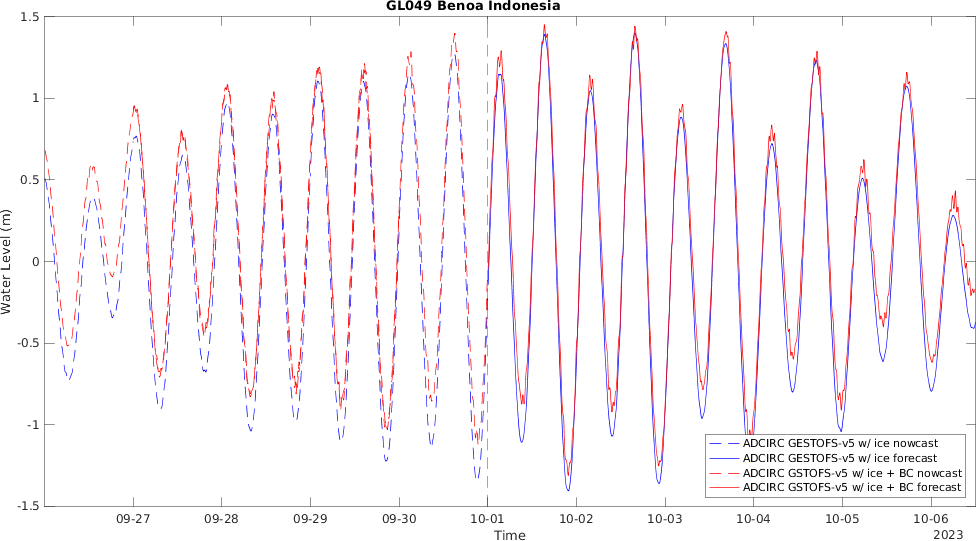 GL049 Benoa Indonesia
1.5
1
0.5
0
-0.5
-1
-1.5
Water Level (m)
ADCIRC GESTOFS-v5 w/ ice nowcast
ADCIRC GESTOFS-v5 w/ ice forecast
ADCIRC GSTOFS-v5 w/ ice + BC nowcast
ADCIRC GSTOFS-v5 w/ ice + BC forecast
09-27 09-28 09-29 09-30 10-01 10-02 10-03 10-04 10-05 10-06
Time
2023